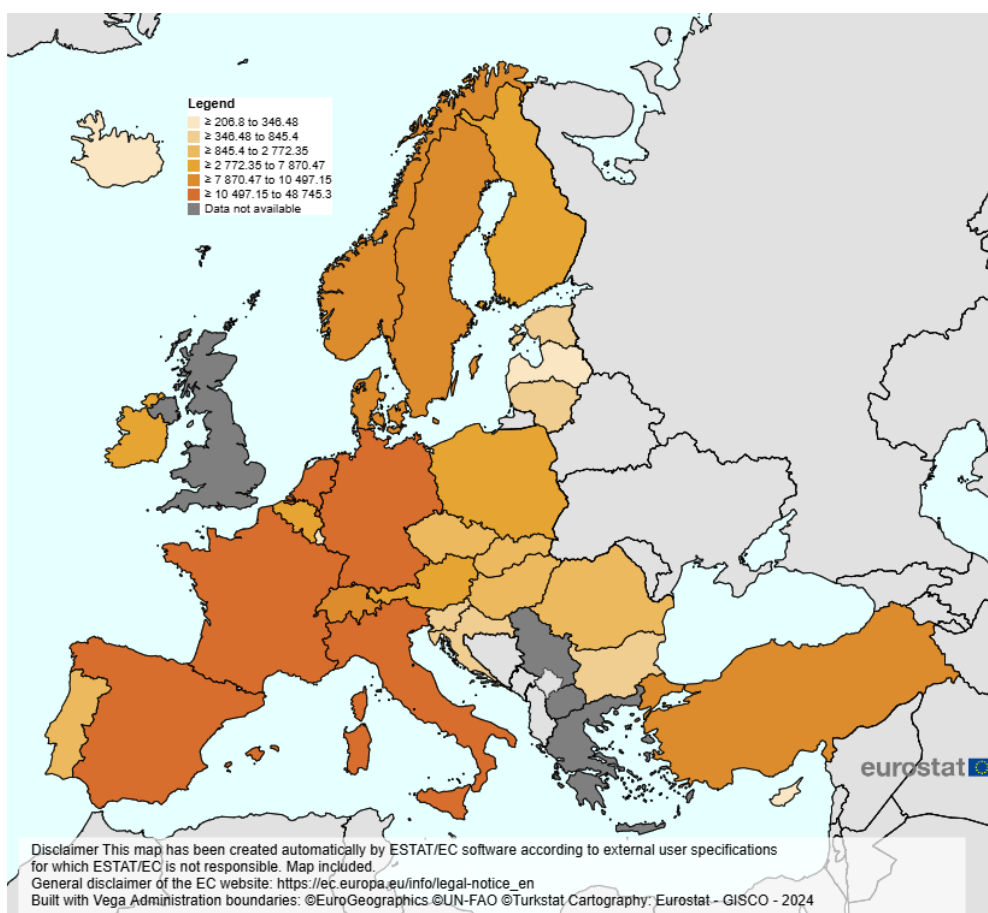 Legend
≥ 206.8 to 346.48
≥ 346.48 to 845.4
≥ 845.4 to 2 772.35
≥ 2 772.35 to 7 870.47
≥ 7 870.47 to 10 497.15
≥ 10 497.15 to 48 745.3
Data not available
eurostat
Disclaimer This map has been created automatically by ESTAT/EC software according to external user specifications
for which ESTAT/EC is not responsible. Map included.
General disclaimer of the EC website: https://ec.europa.eu/info/legal-notice_en
Built with Vega Administration boundaries: ©EuroGeographics ©UN-FAO ©Turkstat Cartography: Eurostat - GISCO - 2024